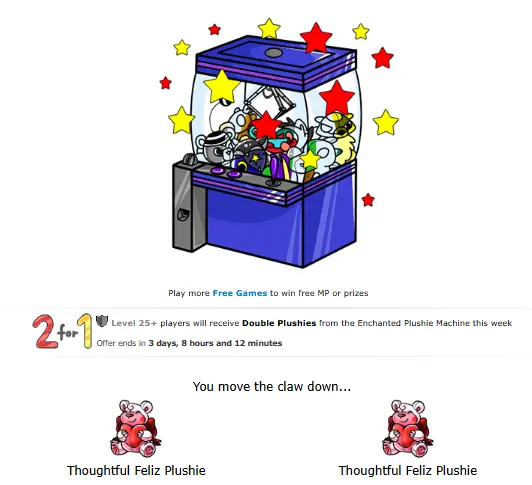 Play more Free Games to win free MP or prizes
2 for 1
Level 25+ players will receive Double Plushies from the Enchanted Plushie Machine this week
Offer ends in 3 days, 8 hours and 12 minutes
You move the claw down...
Thoughtful Feliz Plushie
Thoughtful Feliz Plushie